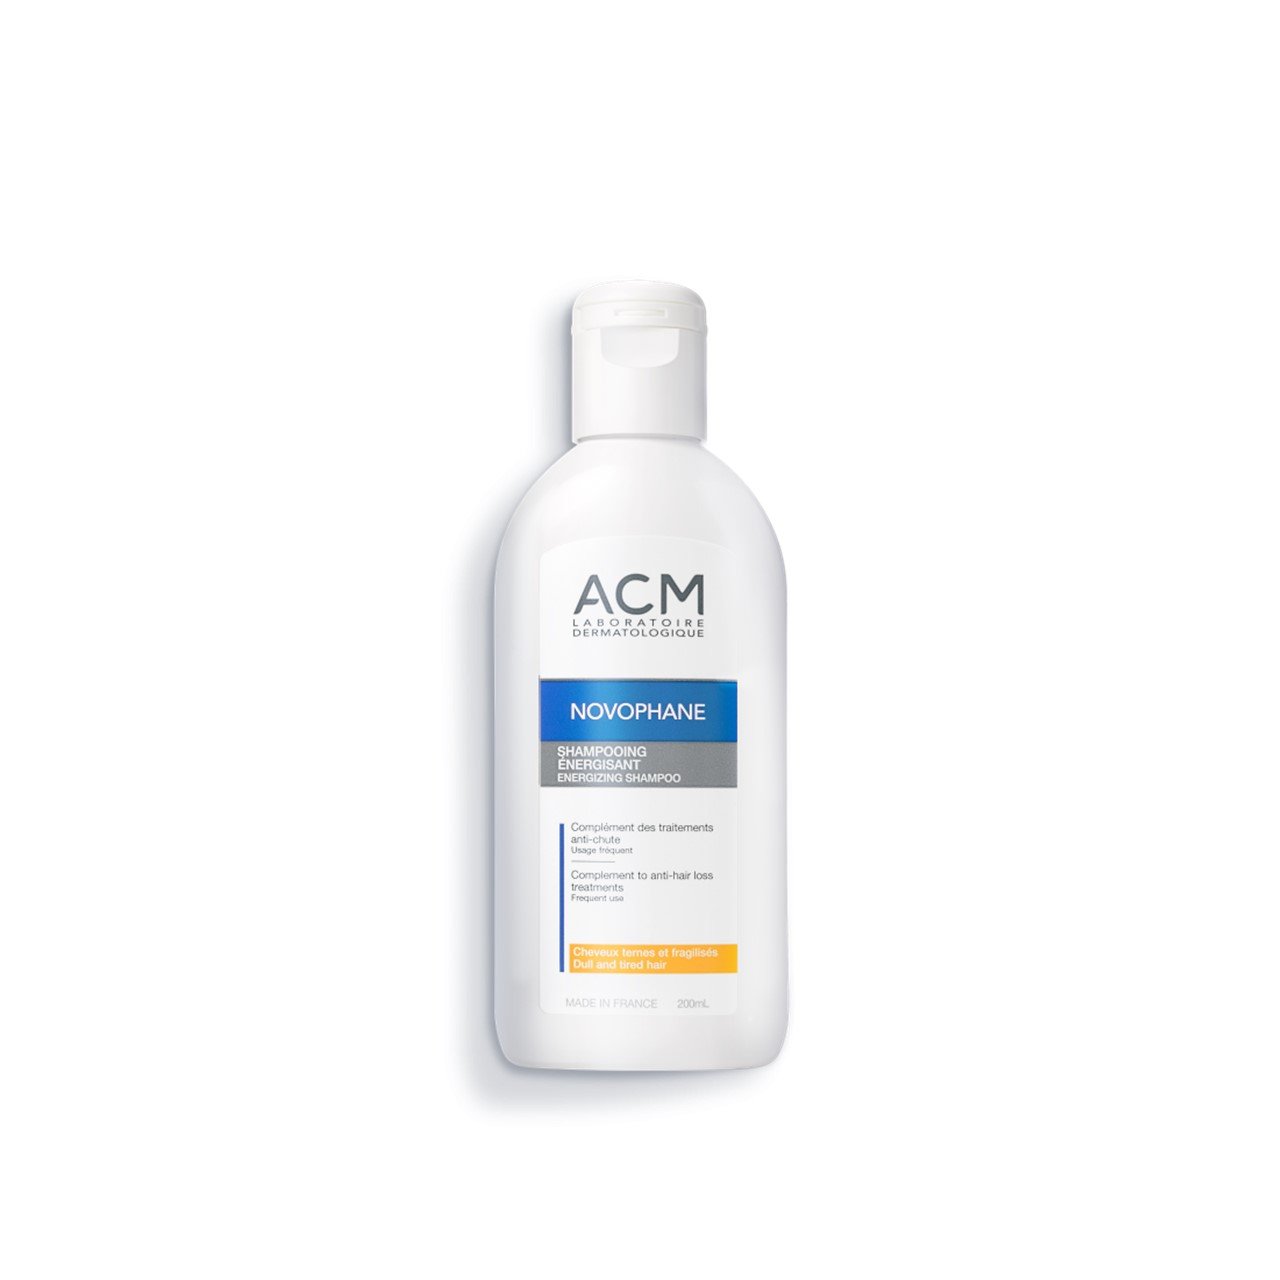 ACM
LABORATOIRE
DERMATOLOGIQUE
NOVOPHANE
SHAMPOOING
ÉNERGISANT
ENERGIZING SHAMPOO
Complément des traitements
anti-chute
Usage fréquent
Complement to anti-hair loss
treatments
Frequent use
Cheveux ternes et fragilisés
Dull and tired hair
MADE IN FRANCE 200mL